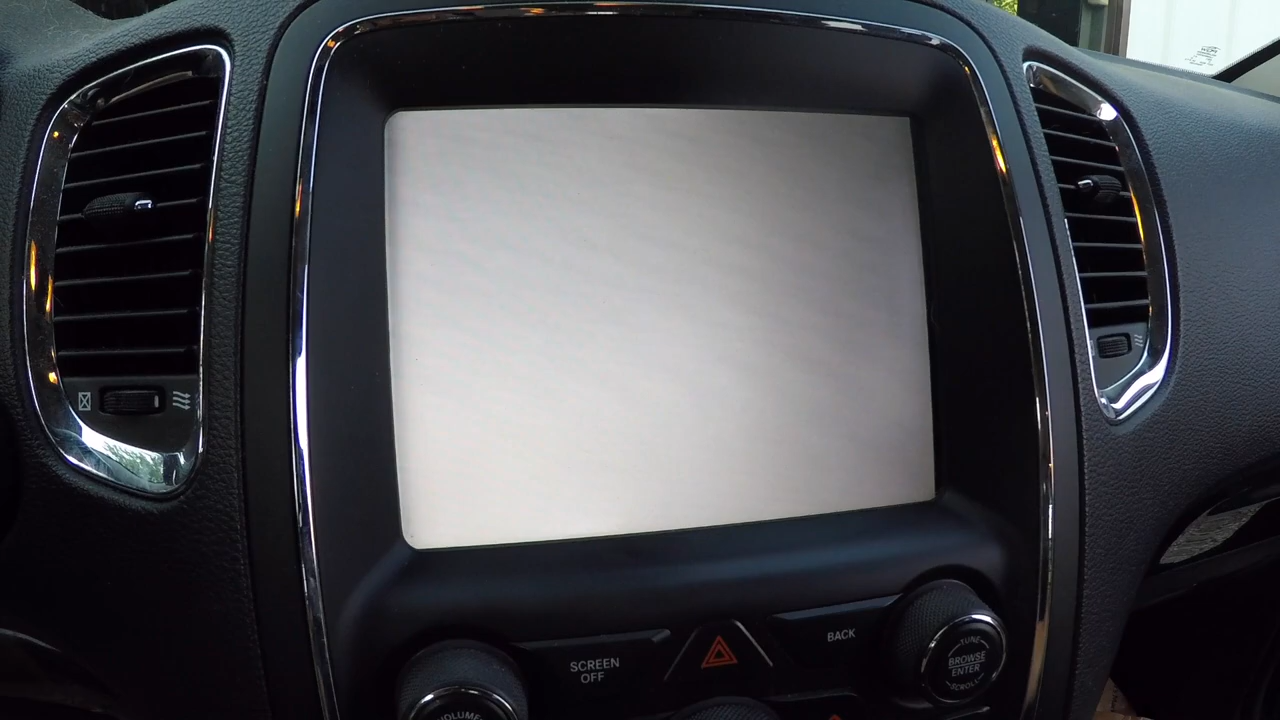 SCREEN
OFF
BACK
TUNE
BROWSE
ENTER
SCROLL
VOLUME